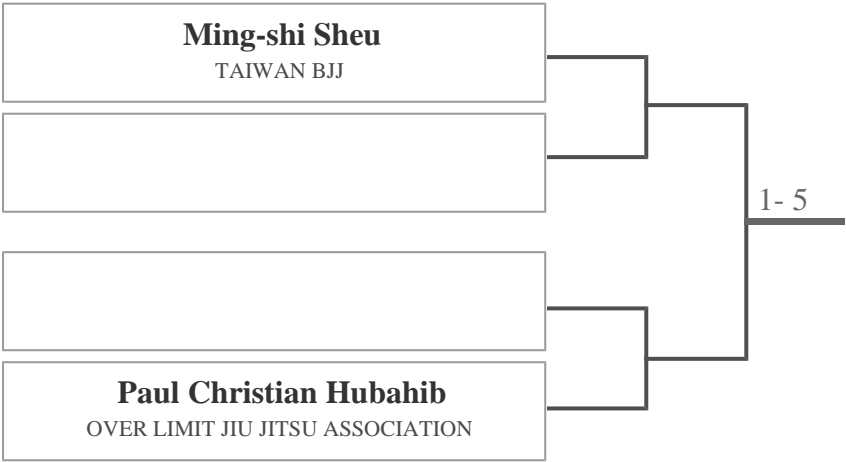 Ming-shi Sheu
TAIWAN BJJ
1- 5
Paul Christian Hubahib
OVER LIMIT JIU JITSU ASSOCIATION